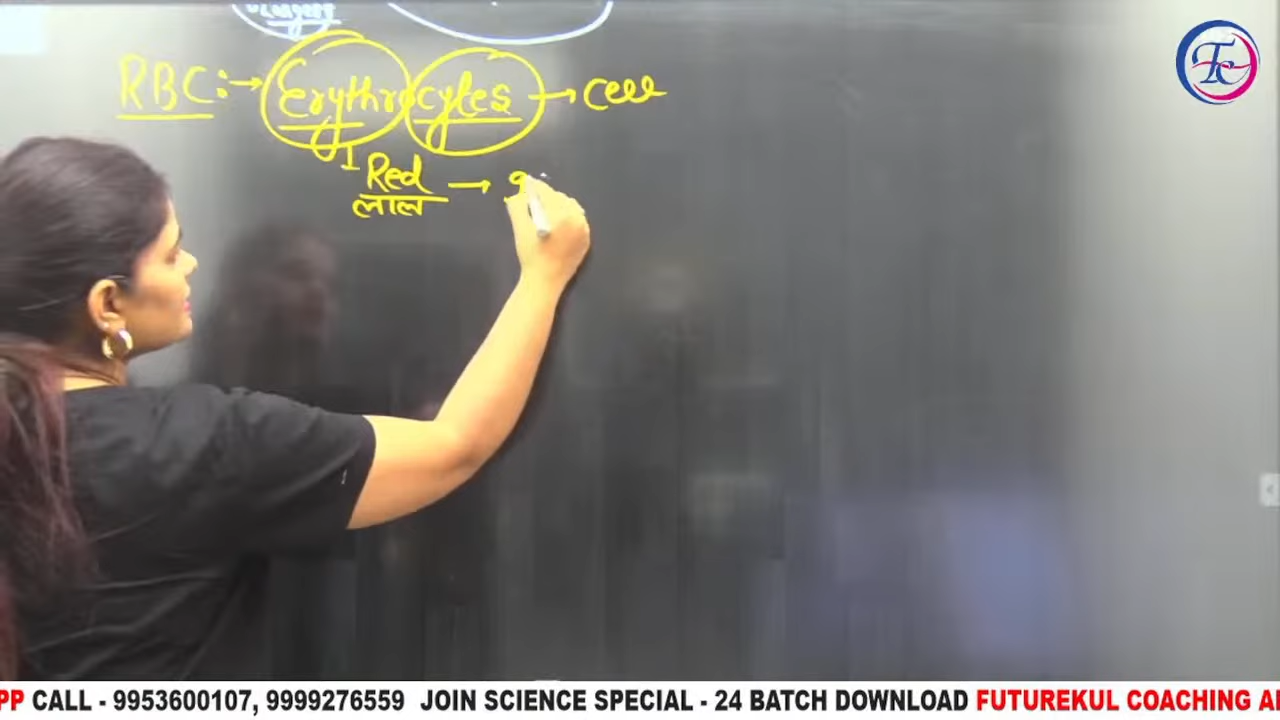 RBC:→ Erythrocytes → cell
Red →
लाल
PP CALL - 9953600107, 9999276559 JOIN SCIENCE SPECIAL - 24 BATCH DOWNLOAD FUTUREKUL COACHING A